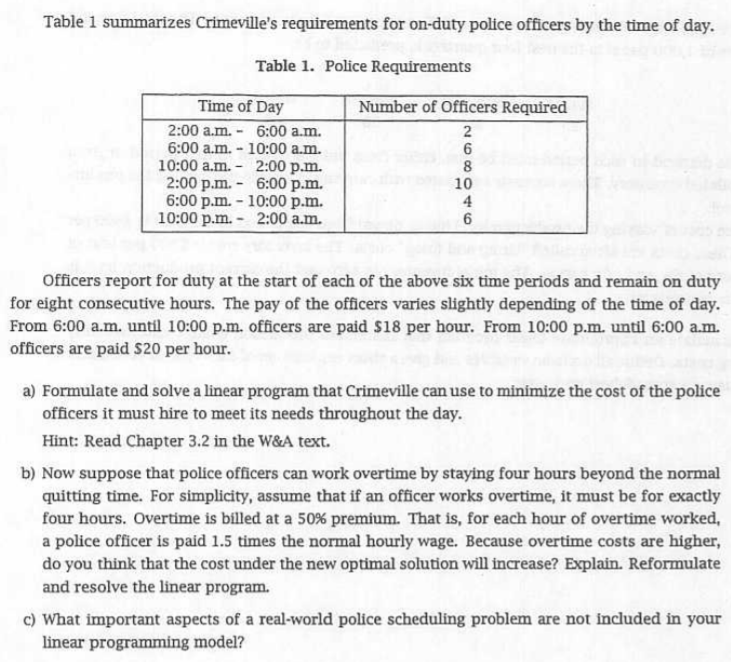 Table 1 summarizes Crimeville's requirements for on-duty police officers by the time of day.
Table 1. Police Requirements
Time of Day Number of Officers Required
2:00 a.m. - 6:00 a.m. 2
6:00 a.m. - 10:00 a.m. 6
10:00 a.m. - 2:00 p.m. 8
2:00 p.m. - 6:00 p.m. 10
6:00 p.m. - 10:00 p.m. 4
10:00 p.m. - 2:00 a.m. 6
Officers report for duty at the start of each of the above six time periods and remain on duty
for eight consecutive hours. The pay of the officers varies slightly depending of the time of day.
From 6:00 a.m. until 10:00 p.m. officers are paid $18 per hour. From 10:00 p.m. until 6:00 a.m.
officers are paid $20 per hour.
a) Formulate and solve a linear program that Crimeville can use to minimize the cost of the police
officers it must hire to meet its needs throughout the day.
Hint: Read Chapter 3.2 in the W&A text.
b) Now suppose that police officers can work overtime by staying four hours beyond the normal
quitting time. For simplicity, assume that if an officer works overtime, it must be for exactly
four hours. Overtime is billed at a 50% premium. That is, for each hour of overtime worked,
a police officer is paid 1.5 times the normal hourly wage. Because overtime costs are higher,
do you think that the cost under the new optimal solution will increase? Explain. Reformulate
and resolve the linear program.
c) What important aspects of a real-world police scheduling problem are not included in your
linear programming model?